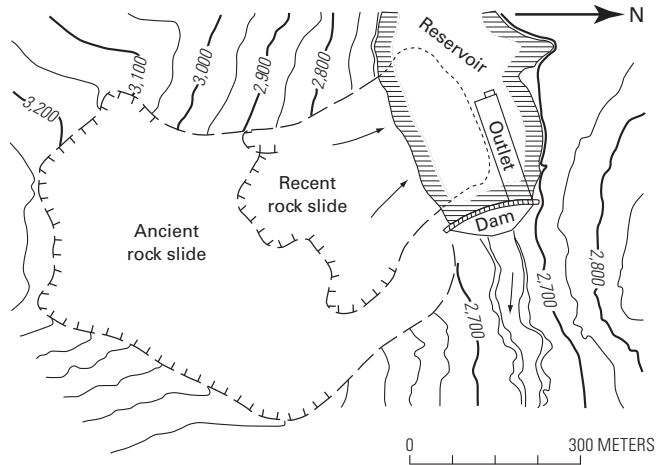 N
Reservoir
3,200
3,100
3,000
2,900
2,800
Outlet
Recent
rock slide
Ancient
rock slide
Dam
2,700
2,700
2,800
0 300 METERS